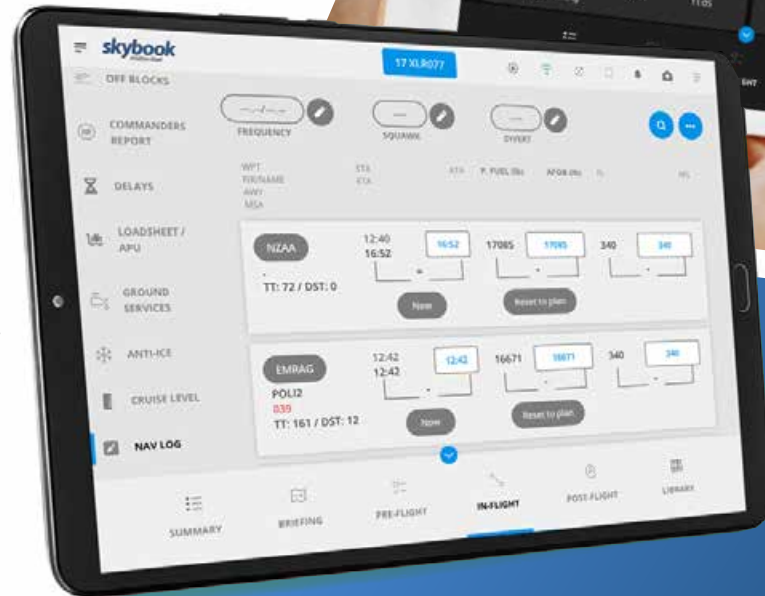 skybook
17 XLR077
OFF BLOCKS
COMMANDERS
REPORT
DELAYS
LOADSHEET /
APU
GROUND
SERVICES
ANTI-ICE
CRUISE LEVEL
NAV LOG
FREQUENCY
SQUAWK
DIVERT
WPT
FIR/NAME
AWY
MSA
ETA
ATA
P. FUEL
NZAA
12:40
16:52
16:52
17085
17085
340
340
TT: 72 / DST: 0
Now
Reset to plan
EMRAG
12:42
12:42
12:42
16671
16671
340
340
POLI2
039
TT: 161 / DST: 12
Now
Reset to plan
SUMMARY
BRIEFING
PRE-FLIGHT
IN-FLIGHT
POST-FLIGHT
LIBRARY